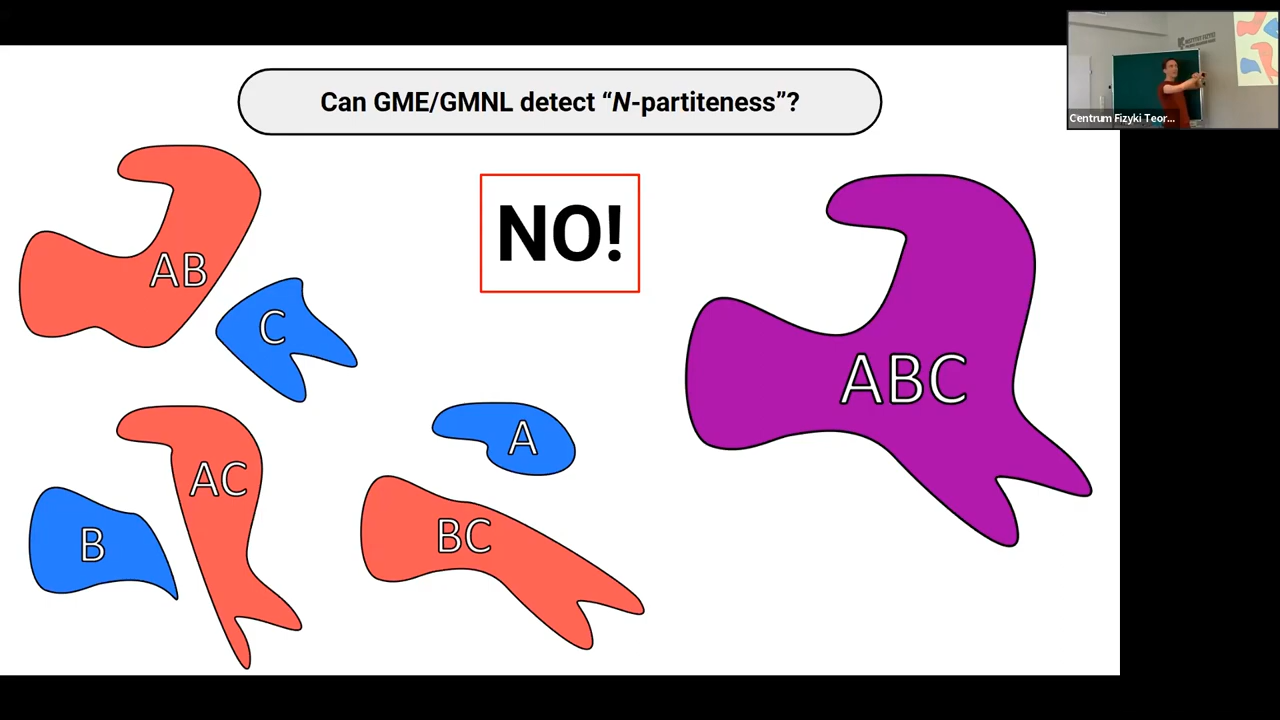 Can GME/GMNL detect “N-partiteness”?
NO!
AB
C
ABC
A
AC
B
BC
Centrum Fizyki Teor...